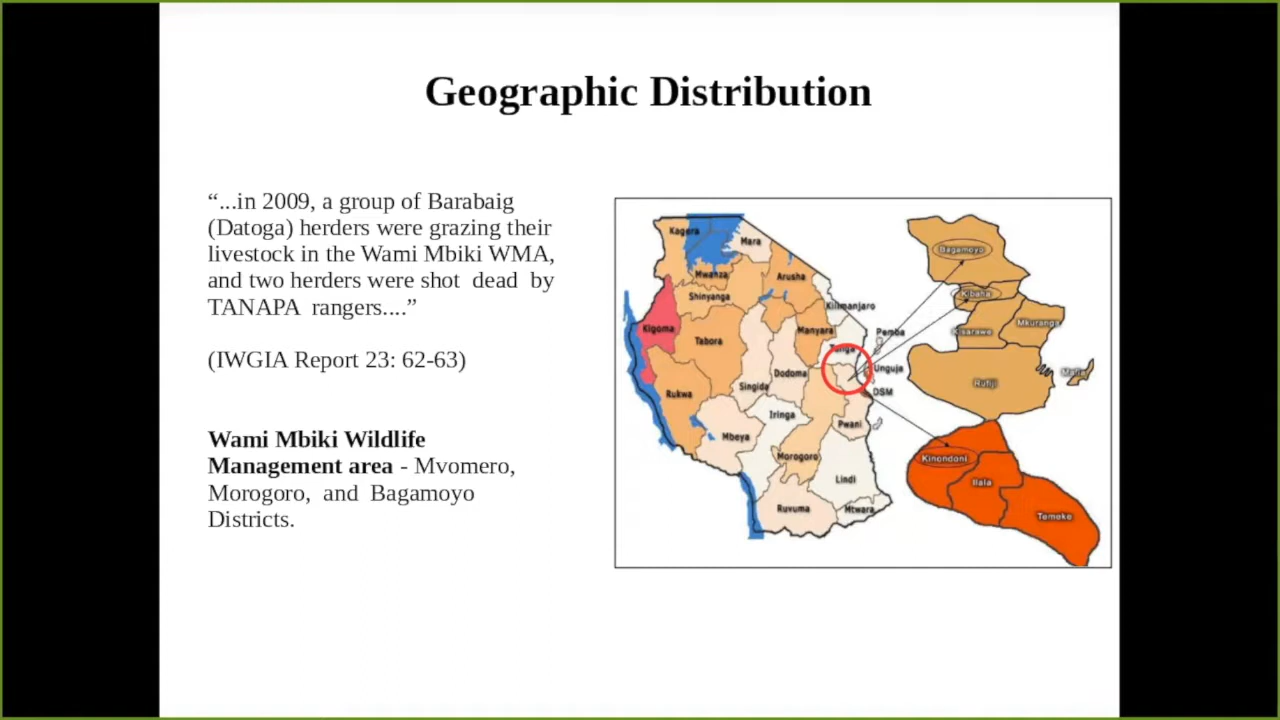 Geographic Distribution
“...in 2009, a group of Barabaig
(Datoga) herders were grazing their
livestock in the Wami Mbiki WMA,
and two herders were shot dead by
TANAPA rangers....”
(IWGIA Report 23: 62-63)
Wami Mbiki Wildlife
Management area - Mvomero,
Morogoro, and Bagamoyo
Districts.
Kagera
Mara
Mwanza
Arusha
Shinyanga
Kilimanjaro
Kigoma
Tabora
Manyara
Pemba
Tanga
Unguja
Dodoma
Singida
DSM
Rukwa
Iringa
Pwani
Mbeya
Morogoro
Lindi
Ruvuma
Mtwara
Bagamoyo
Kibaha
Kisarawe
Mkuranga
Rufiji
Mafia
Kinondoni
Ilala
Temeke